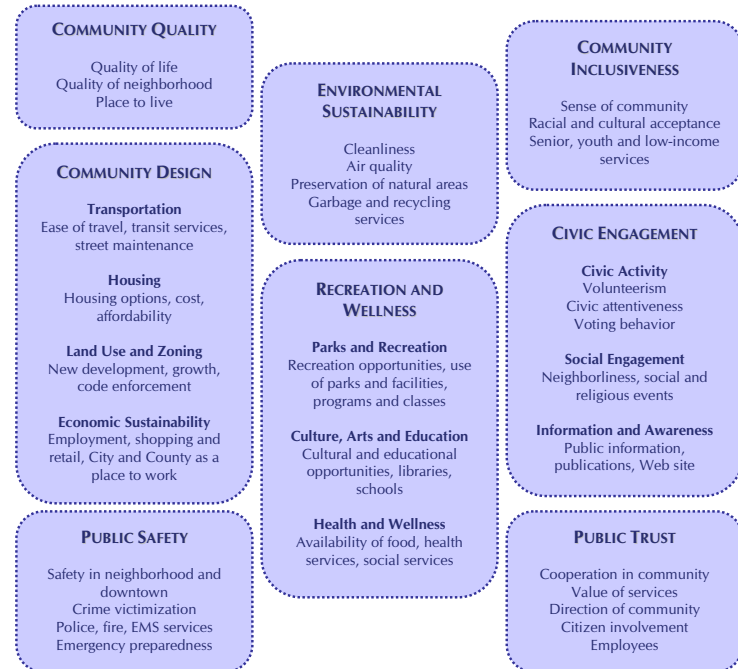 COMMUNITY QUALITY
Quality of life
Quality of neighborhood
Place to live
COMMUNITY DESIGN
Transportation
Ease of travel, transit services,
street maintenance
Housing
Housing options, cost,
affordability
Land Use and Zoning
New development, growth,
code enforcement
Economic Sustainability
Employment, shopping and
retail, City and County as a
place to work
PUBLIC SAFETY
Safety in neighborhood and
downtown
Crime victimization
Police, fire, EMS services
Emergency preparedness
ENVIRONMENTAL
SUSTAINABILITY
Cleanliness
Air quality
Preservation of natural areas
Garbage and recycling
services
RECREATION AND
WELLNESS
Parks and Recreation
Recreation opportunities, use
of parks and facilities,
programs and classes
Culture, Arts and Education
Cultural and educational
opportunities, libraries,
schools
Health and Wellness
Availability of food, health
services, social services
COMMUNITY
INCLUSIVENESS
Sense of community
Racial and cultural acceptance
Senior, youth and low-income
services
CIVIC ENGAGEMENT
Civic Activity
Volunteerism
Civic attentiveness
Voting behavior
Social Engagement
Neighborliness, social and
religious events
Information and Awareness
Public information,
publications, Web site
PUBLIC TRUST
Cooperation in community
Value of services
Direction of community
Citizen involvement
Employees